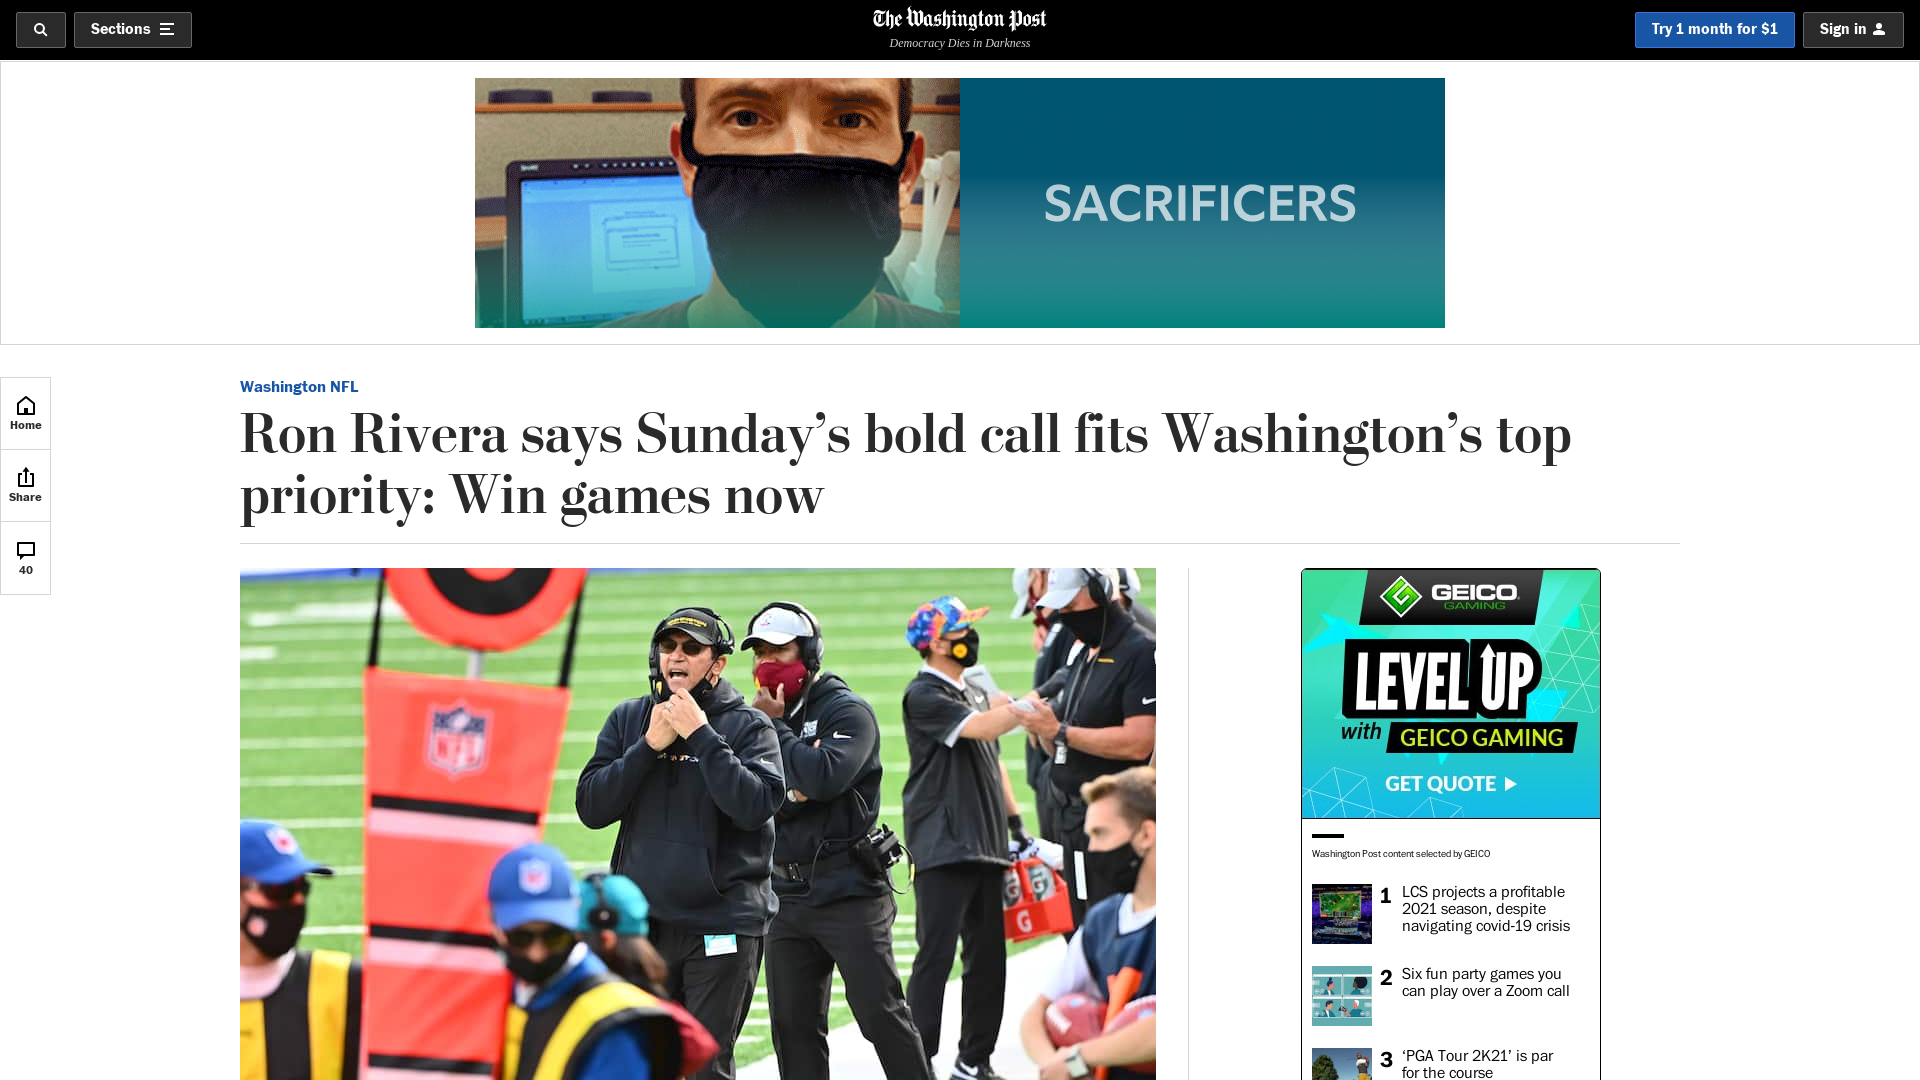 Sections
The Washington Post
Democracy Dies in Darkness
Try 1 month for $1
Sign in
SACRIFICERS
Home
Share
40
Washington NFL
Ron Rivera says Sunday’s bold call fits Washington’s top
priority: Win games now
NFL
G
G
GEICO
GAMING
LEVEL UP
with GEICO GAMING
GET QUOTE
Washington Post content selected by GEICO
1 LCS projects a profitable
2021 season, despite
navigating covid-19 crisis
2 Six fun party games you
can play over a Zoom call
3 ‘PGA Tour 2K21’ is par
for the course